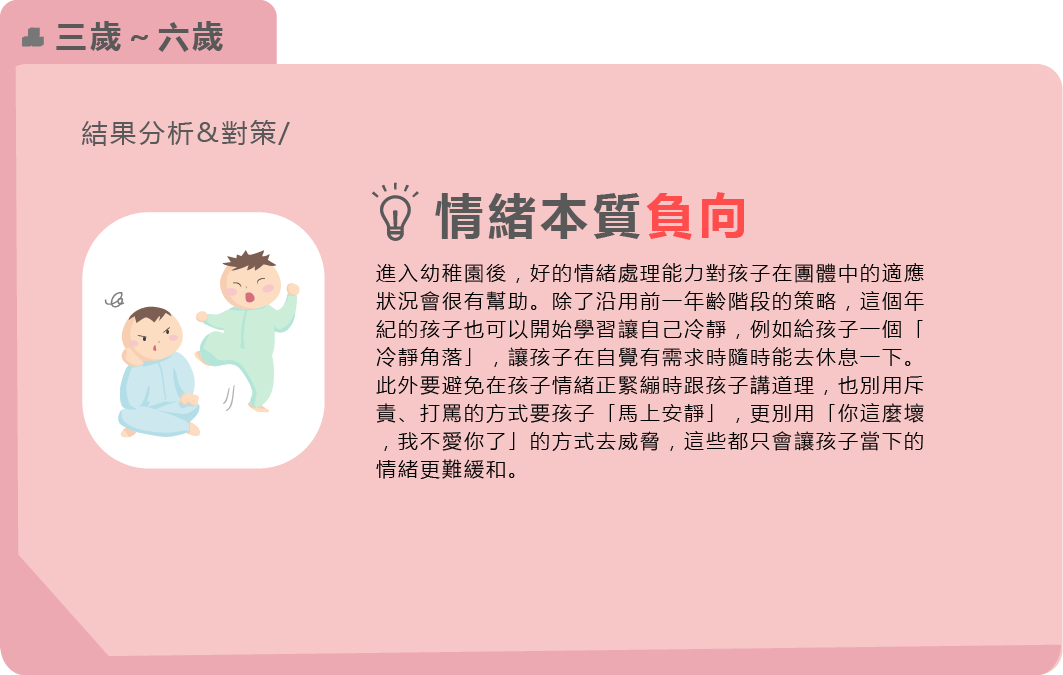 三歲~六歲
結果分析&對策/
情緒本質負向
進入幼稚園後，好的情緒處理能力對孩子在團體中的適應
狀況會很有幫助。除了沿用前一年齡階段的策略，這個年
紀的孩子也可以開始學習讓自己冷靜，例如給孩子一個「
冷靜角落」，讓孩子在自覺有需求時隨時能去休息一下。
此外要避免在孩子情緒正緊繃時跟孩子講道理，也別用斥
責、打罵的方式要孩子「馬上安靜」，更別用「你這麼壞
，我不愛你了」的方式去威脅，這些都只會讓孩子當下的
情緒更難緩和。